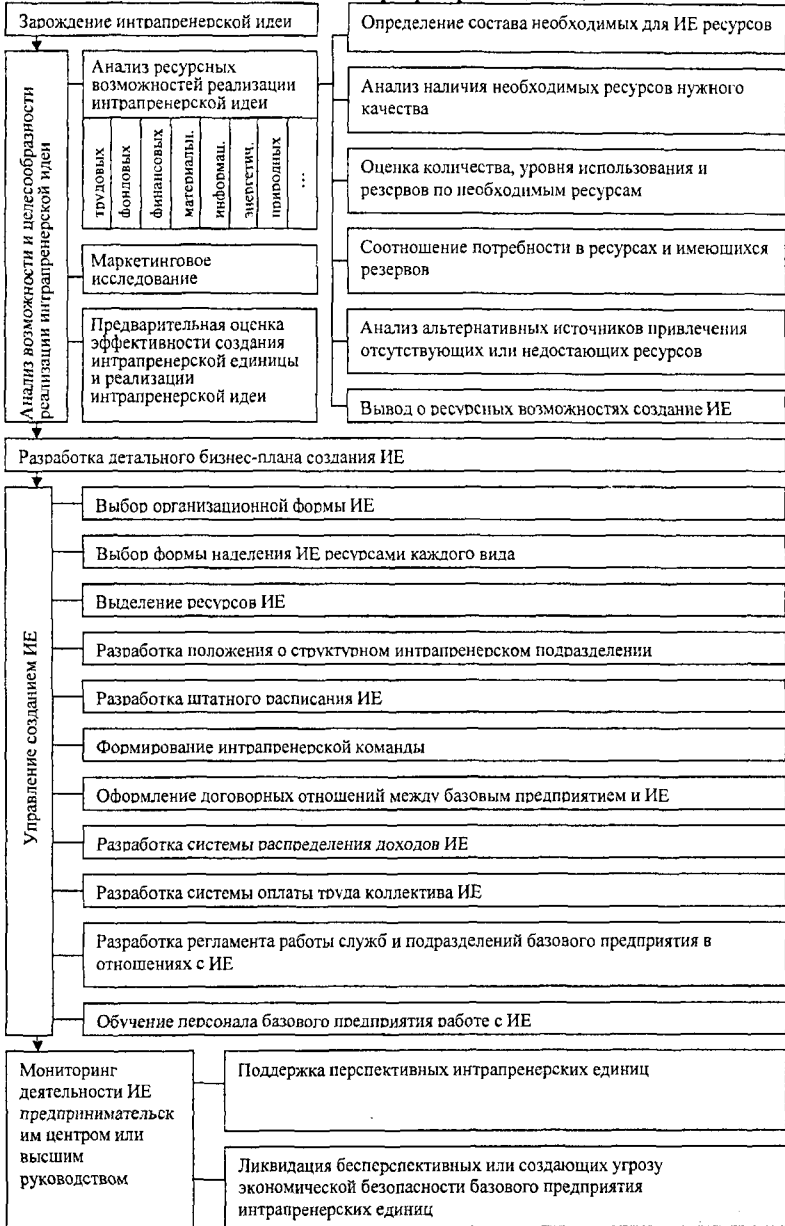 Зарождение интрапренерской идеи
Анализ возможности и целесообразности
реализации интрапренерской идеи
Анализ ресурсных
возможностей реализации
интрапренерской идеи
трудовых
фондовых
финансовых
материальн.
информац.
энергетич.
природных
...
Маркетинговое
исследование
Предварительная оценка
эффективности создания
интрапренерской единицы
и реализации
интрапренерской идеи
Определение состава необходимых для ИЕ ресурсов
Анализ наличия необходимых ресурсов нужного
качества
Оценка количества, уровня использования и
резервов по необходимым ресурсам
Соотношение потребности в ресурсах и имеющихся
резервов
Анализ альтернативных источников привлечения
отсутствующих или недостающих ресурсов
Вывод о ресурсных возможностях создание ИЕ
Разработка детального бизнес-плана создания ИЕ
Управление созданием ИЕ
Выбор организационной формы ИЕ
Выбор формы наделения ИЕ ресурсами каждого вида
Выделение ресурсов ИЕ
Разработка положения о структурном интрапренерском подразделении
Разработка штатного расписания ИЕ
Формирование интрапренерской команды
Оформление договорных отношений между базовым предприятием и ИЕ
Разработка системы распределения доходов ИЕ
Разработка системы оплаты труда коллектива ИЕ
Разработка регламента работы служб и подразделений базового предприятия в
отношениях с ИЕ
Обучение персонала базового предприятия работе с ИЕ
Мониторинг
деятельности ИЕ
предпринимательск
им центром или
высшим
руководством
Поддержка перспективных интрапренерских единиц
Ликвидация бесперспективных или создающих угрозу
экономической безопасности базового предприятия
интрапренерских единиц